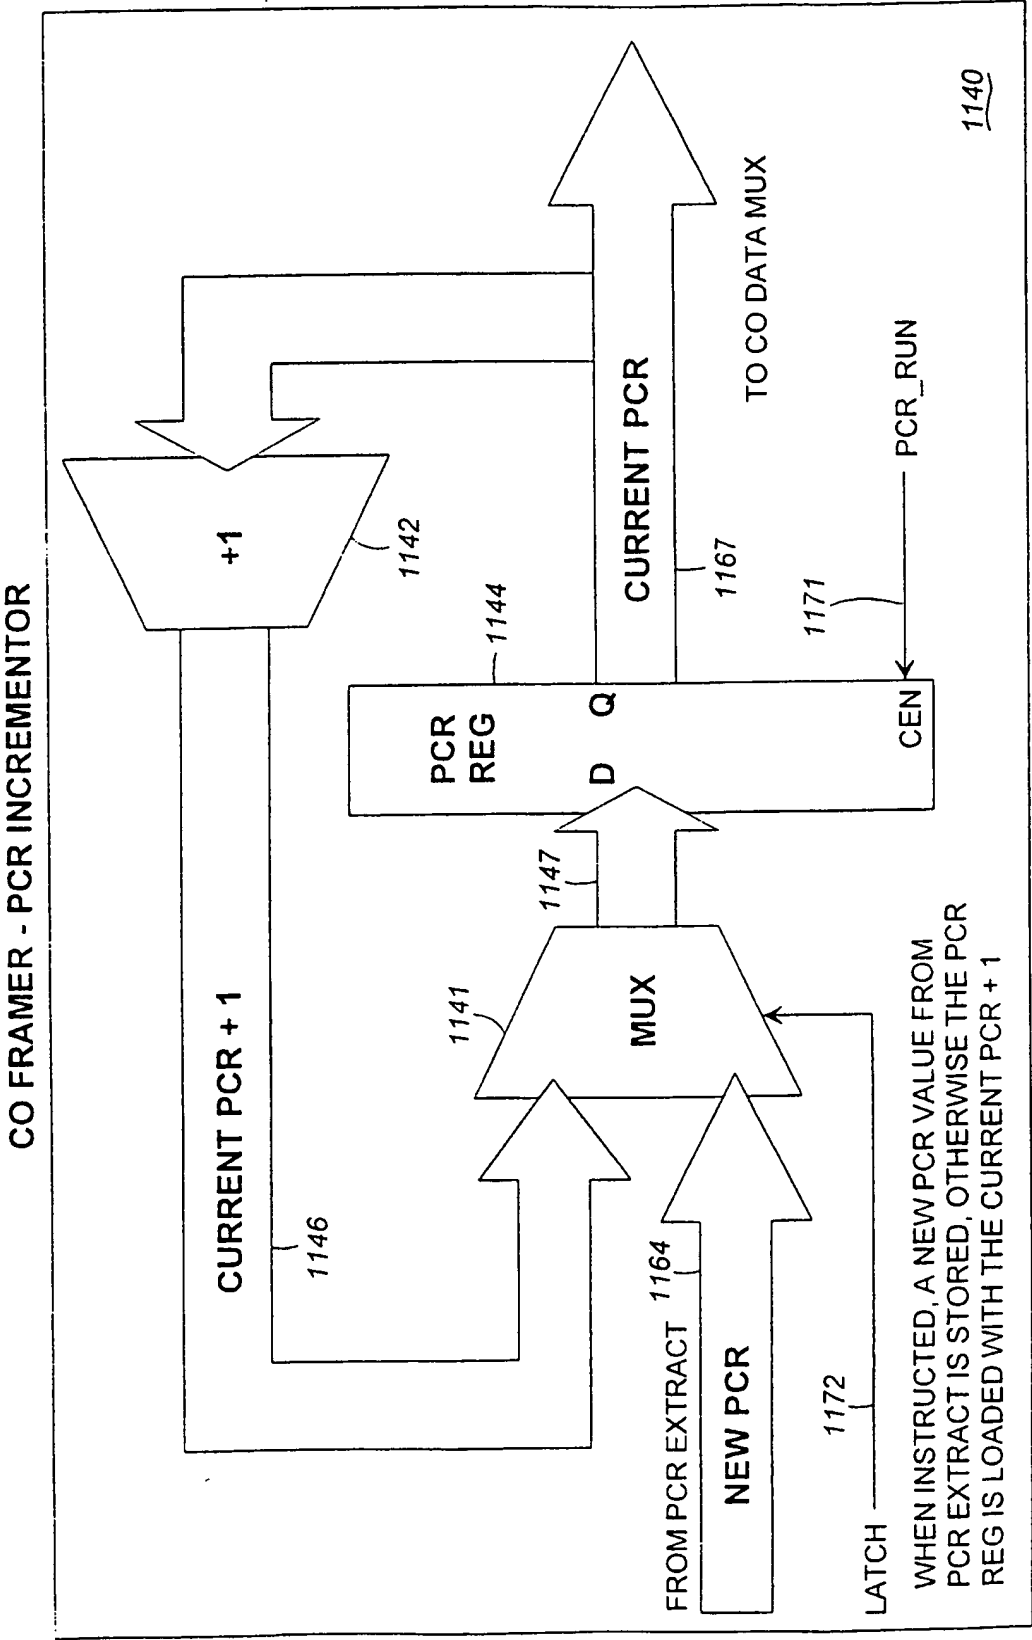 CO FRAMER - PCR INCREMENTOR
CURRENT PCR + 1
1146
+1
1142
FROM PCR EXTRACT
1164
NEW PCR
1141
MUX
1147
PCR
REG
1144
D
Q
CEN
CURRENT PCR
1167
TO CO DATA MUX
1171
PCR_RUN
LATCH
1172
WHEN INSTRUCTED, A NEW PCR VALUE FROM
PCR EXTRACT IS STORED, OTHERWISE THE PCR
REG IS LOADED WITH THE CURRENT PCR + 1
1140